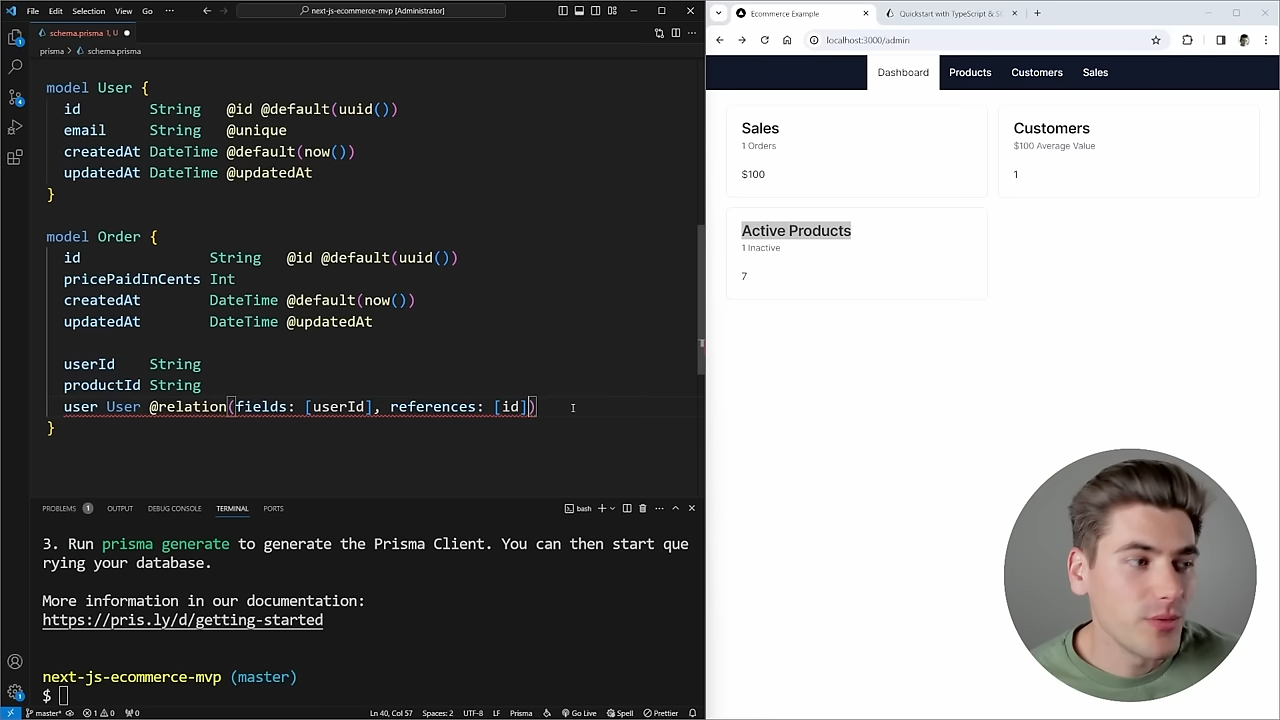 File Edit Selection View Go ··· next-js-ecommerce-mvp [Administrator]
schema.prisma 1, U
prisma > schema.prisma
model User {
id String @id @default(uuid())
email String @unique
createdAt DateTime @default(now())
updatedAt DateTime @updatedAt
}
model Order {
id String @id @default(uuid())
pricePaidInCents Int
createdAt DateTime @default(now())
updatedAt DateTime @updatedAt
userId String
productId String
user User @relation(fields: [userId], references: [id])
}
PROBLEMS 1 OUTPUT DEBUG CONSOLE TERMINAL PORTS bash
3. Run prisma generate to generate the Prisma Client. You can then start que
rying your database.
More information in our documentation:
https://pris.ly/d/getting-started
next-js-ecommerce-mvp (master)
$
master* 1 0 0 Ln 40, Col 57 Spaces: 2 UTF-8 LF Prisma Go Live Spell Prettier
Ecommerce Example Quickstart with TypeScript &
localhost:3000/admin
Dashboard Products Customers Sales
Sales
1 Orders
$100
Customers
$100 Average Value
1
Active Products
1 Inactive
7